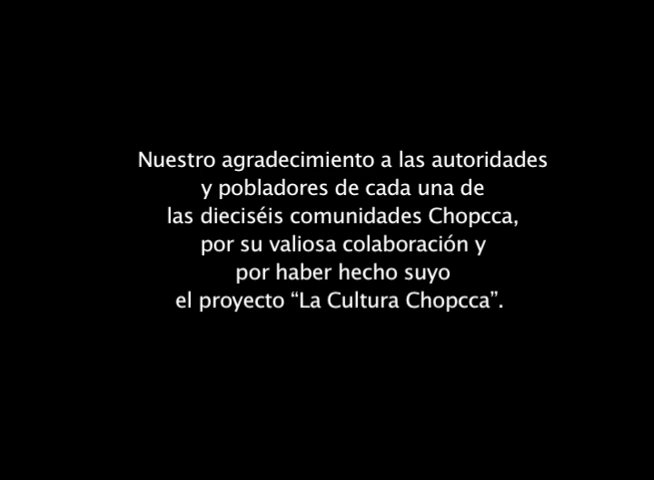 Nuestro agradecimiento a las autoridades
y pobladores de cada una de
las dieciséis comunidades Chopcca,
por su valiosa colaboración y
por haber hecho suyo
el proyecto “La Cultura Chopcca”.